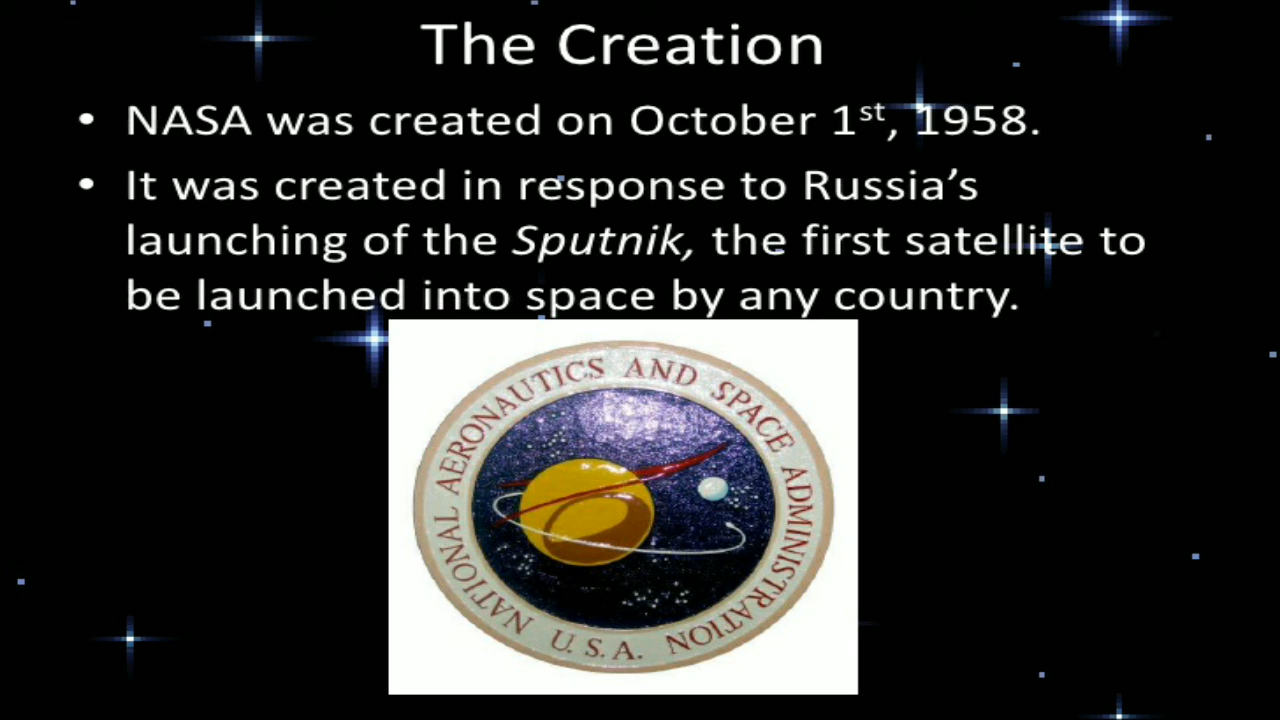 The Creation
• NASA was created on October 1st, 1958.
• It was created in response to Russia’s
launching of the Sputnik, the first satellite to
be launched into space by any country.
NATIONAL AERONAUTICS AND SPACE ADMINISTRATION
U.S.A.